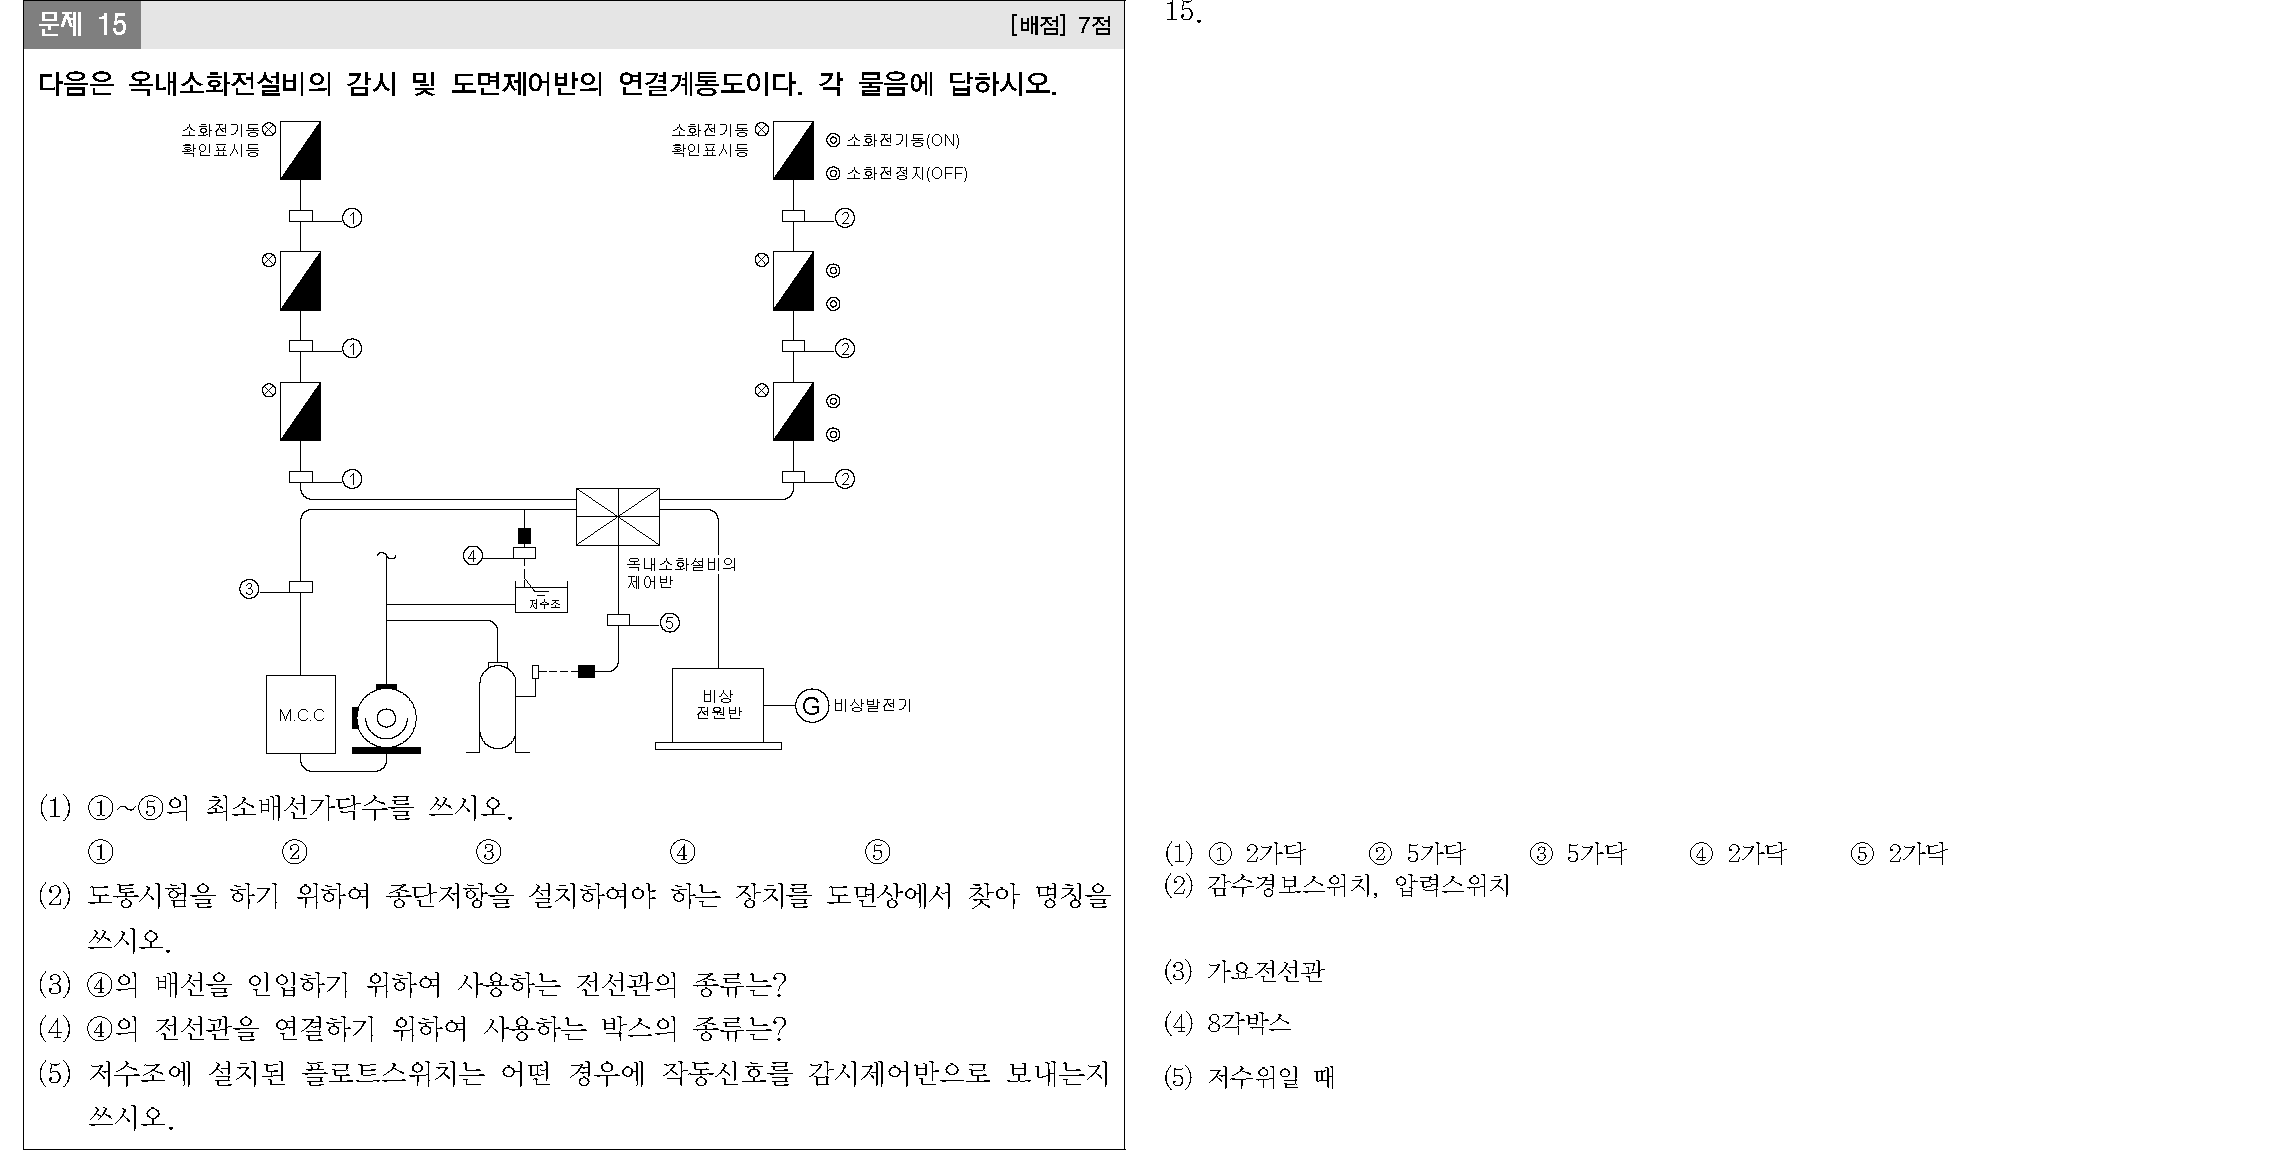 문제 15
[배점] 7점
다음은 옥내소화전설비의 감시 및 도면제어반의 연결계통도이다. 각 물음에 답하시오.
소화전기동
확인표시등
소화전기동
확인표시등
소화전기동(ON)
소화전정지(OFF)
①
②
①
②
①
②
④
옥내소화설비의
제어반
③
저수조
⑤
M.C.C
비상
전원반
G
비상발전기
(1) ①~⑤의 최소배선가닥수를 쓰시오.
① ② ③ ④ ⑤
(2) 도통시험을 하기 위하여 종단저항을 설치하여야 하는 장치를 도면상에서 찾아 명칭을
쓰시오.
(3) ④의 배선을 인입하기 위하여 사용하는 전선관의 종류는?
(4) ④의 전선관을 연결하기 위하여 사용하는 박스의 종류는?
(5) 저수조에 설치된 플로트스위치는 어떤 경우에 작동신호를 감시제어반으로 보내는지
쓰시오.
15.
(1) ① 2가닥 ② 5가닥 ③ 5가닥 ④ 2가닥 ⑤ 2가닥
(2) 감수경보스위치, 압력스위치
(3) 가요전선관
(4) 8각박스
(5) 저수위일 때